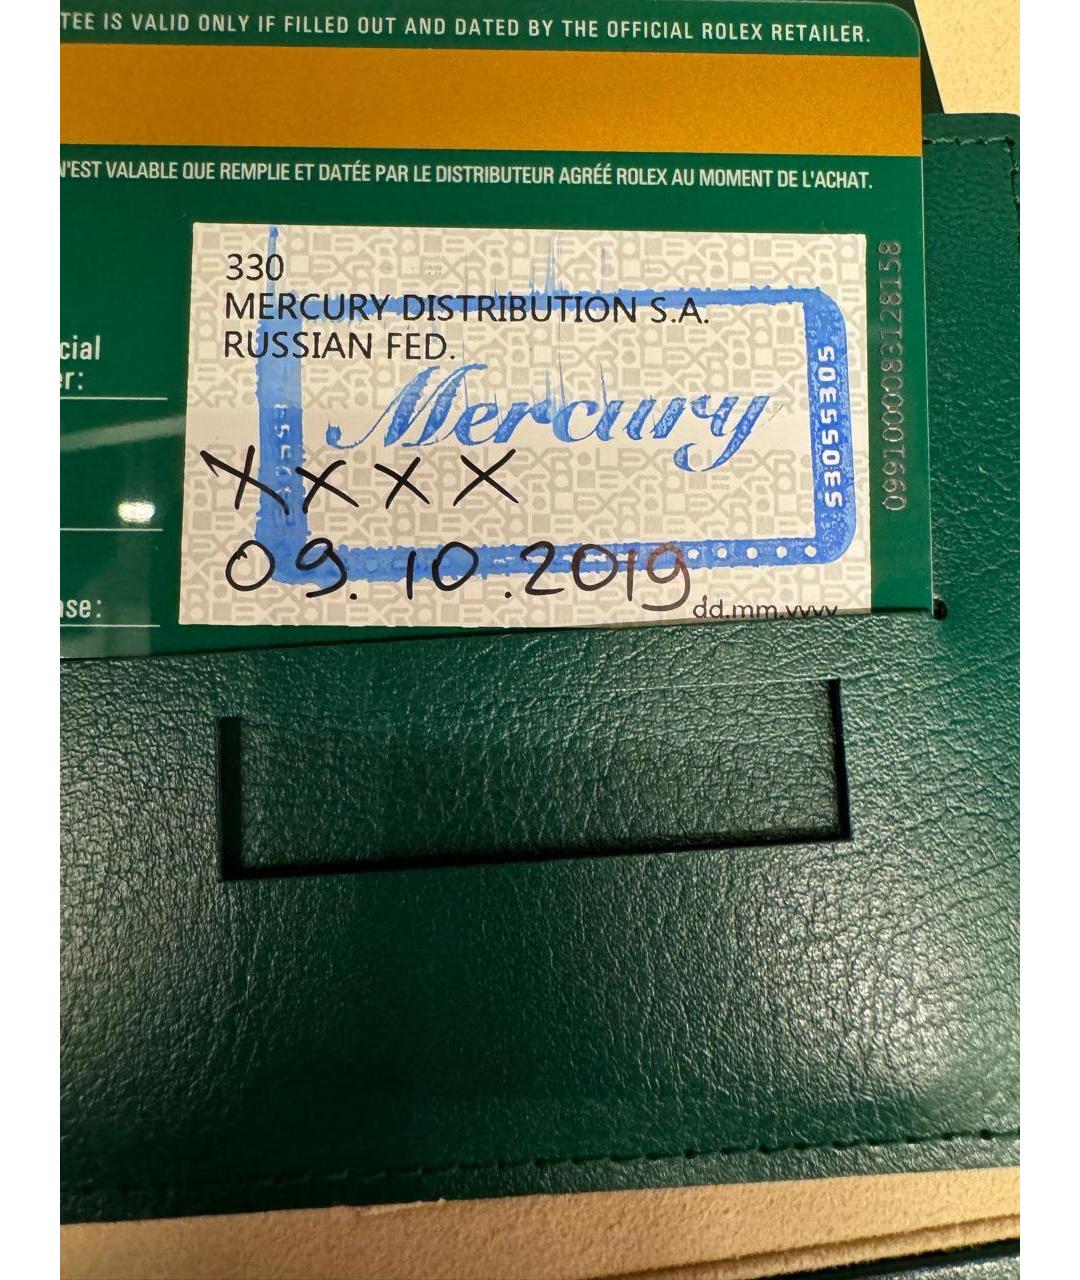 TEE IS VALID ONLY IF FILLED OUT AND DATED BY THE OFFICIAL ROLEX RETAILER.
N'EST VALABLE QUE REMPLIE ET DATÉE PAR LE DISTRIBUTEUR AGRÉÉ ROLEX AU MOMENT DE L'ACHAT.
330
MERCURY DISTRIBUTION S.A.
RUSSIAN FED.
cial
er:
Mercury
XXXX
09.10.2019
dd.mm.yyyy
se: